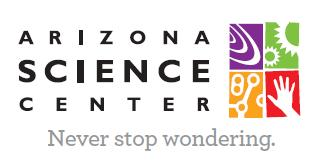 ARIZONA
SCIENCE
CENTER
Never stop wondering.